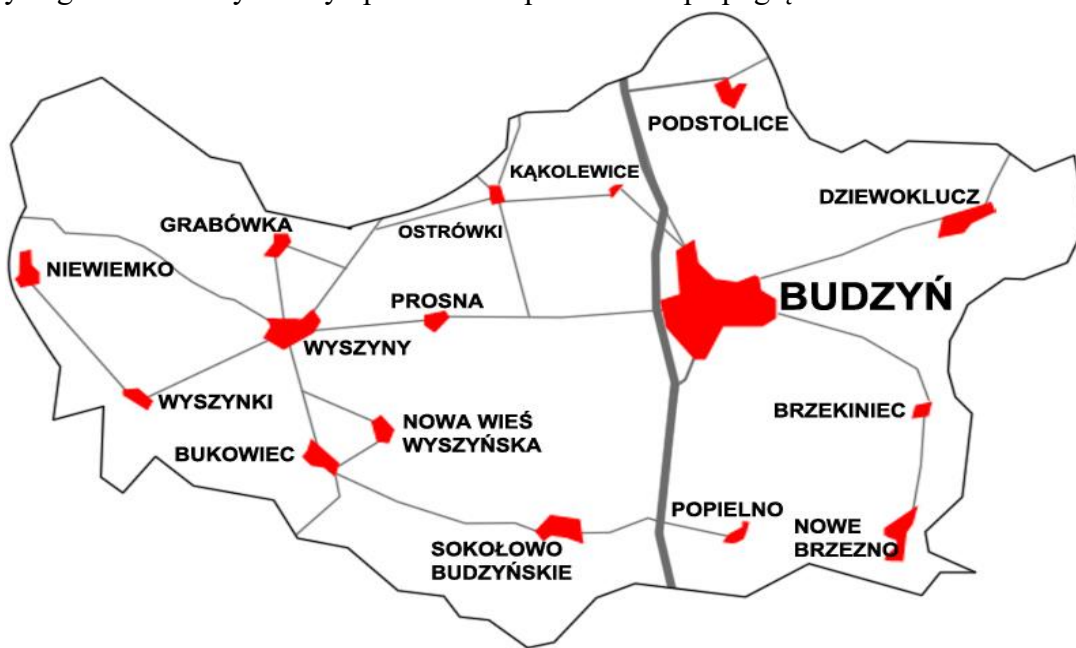 PODSTOLICE
KĄKOLEWICE
DZIEWOKLUCZ
GRABÓWKA
OSTRÓWKI
NIEWIEMKO
PROSNA
BUDZYŃ
WYSZYNY
WYSZYNKI
BRZEKINIEC
NOWA WIEŚ
WYSZYŃSKA
BUKOWIEC
POPIELNO
NOWE
BRZEZNO
SOKOŁOWO
BUDZYŃSKIE